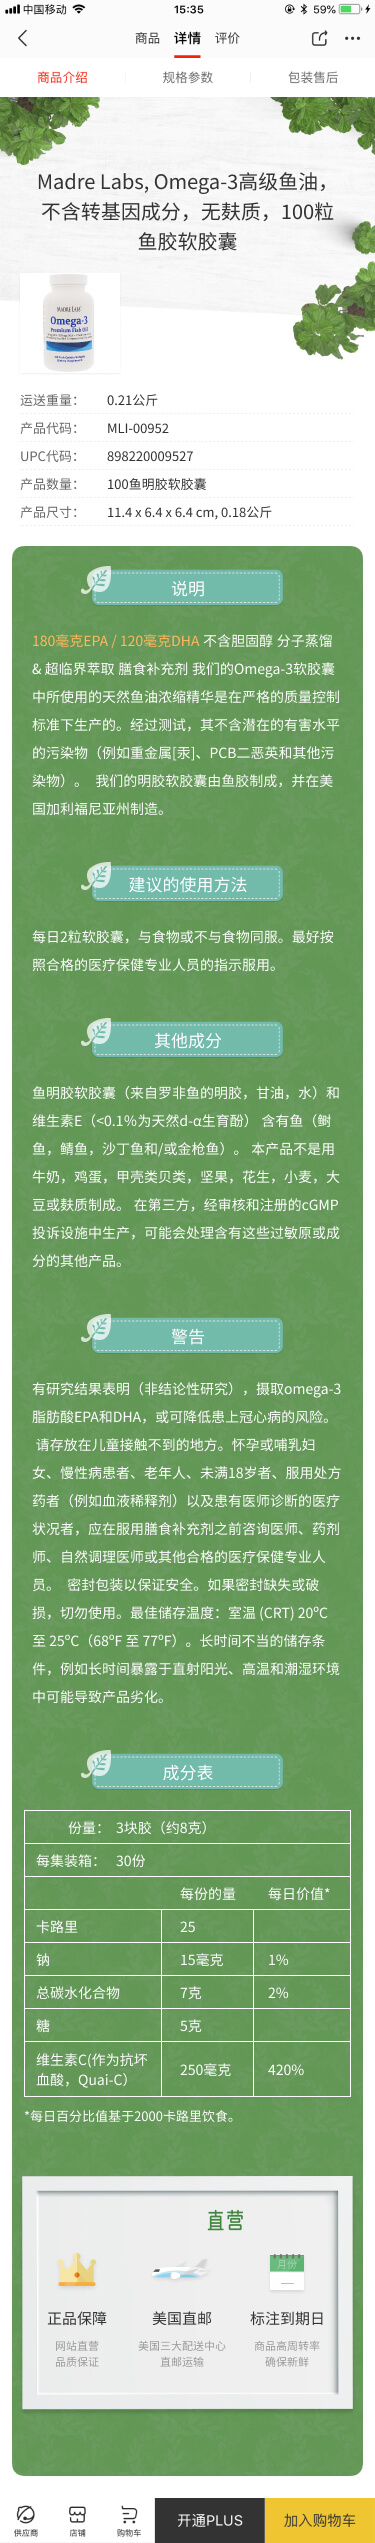 中国移动 15:35 59%
商品 详情 评价
商品介绍 规格参数 包装售后
Madre Labs, Omega-3高级鱼油，
不含转基因成分，无麸质，100粒
鱼胶软胶囊
MADRE LABS
Omega-3
Premium Fish Oil
运送重量： 0.21公斤
产品代码： MLI-00952
UPC代码： 898220009527
产品数量： 100鱼明胶软胶囊
产品尺寸： 11.4 x 6.4 x 6.4 cm, 0.18公斤
说明
180毫克EPA / 120毫克DHA 不含胆固醇 分子蒸馏
& 超临界萃取 膳食补充剂 我们的Omega-3软胶囊
中所使用的天然鱼油浓缩精华是在严格的质量控制
标准下生产的。经过测试，其不含潜在的有害水平
的污染物（例如重金属[汞]、PCB二恶英和其他污
染物）。 我们的明胶软胶囊由鱼胶制成，并在美
国加利福尼亚州制造。
建议的使用方法
每日2粒软胶囊，与食物或不与食物同服。最好按
照合格的医疗保健专业人员的指示服用。
其他成分
鱼明胶软胶囊（来自罗非鱼的明胶，甘油，水）和
维生素E（<0.1%为天然d-α生育酚） 含有鱼（鲥
鱼，鲭鱼，沙丁鱼和/或金枪鱼）。 本产品不是用
牛奶，鸡蛋，甲壳类贝类，坚果，花生，小麦，大
豆或麸质制成。 在第三方，经审核和注册的cGMP
投诉设施中生产，可能会处理含有这些过敏原或成
分的其他产品。
警告
有研究结果表明（非结论性研究），摄取omega-3
脂肪酸EPA和DHA，或可降低患上冠心病的风险。
请存放在儿童接触不到的地方。怀孕或哺乳妇
女、慢性病患者、老年人、未满18岁者、服用处方
药者（例如血液稀释剂）以及患有医师诊断的医疗
状况者，应在服用膳食补充剂之前咨询医师、药剂
师、自然调理医师或其他合格的医疗保健专业人
员。 密封包装以保证安全。如果密封缺失或破
损，切勿使用。最佳储存温度：室温 (CRT) 20ºC
至 25ºC（68ºF 至 77ºF）。长时间不当的储存条
件，例如长时间暴露于直射阳光、高温和潮湿环境
中可能导致产品劣化。
成分表
份量： 3块胶（约8克）
每集装箱： 30份
每份的量 每日价值*
卡路里 25
钠 15毫克 1%
总碳水化合物 7克 2%
糖 5克
维生素C(作为抗坏
血酸，Quai-C） 250毫克 420%
*每日百分比值基于2000卡路里饮食。
直营
月份
正品保障 美国直邮 标注到期日
网站直营 美国三大配送中心 商品高周转率
品质保证 直邮运输 确保新鲜
供应商 店铺 购物车 开通PLUS 加入购物车